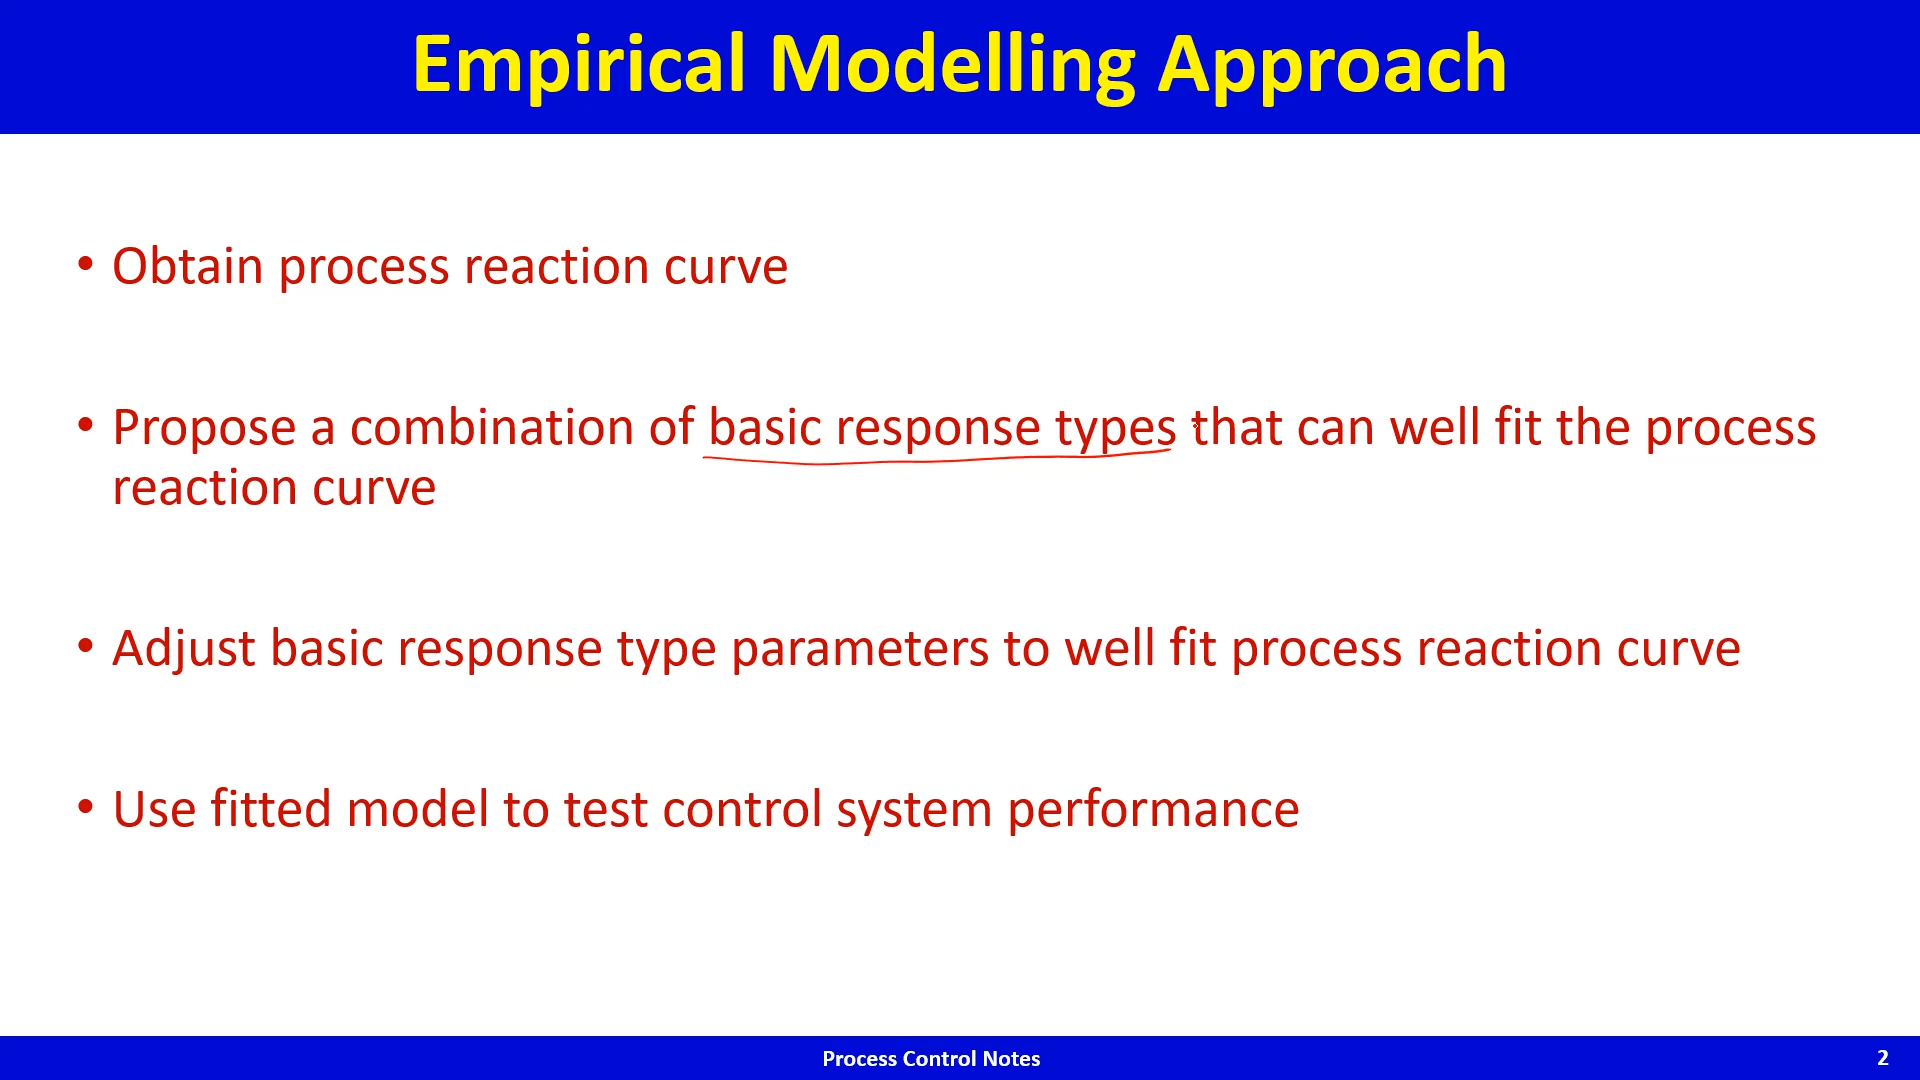 Empirical Modelling Approach
• Obtain process reaction curve
• Propose a combination of basic response types that can well fit the process
reaction curve
• Adjust basic response type parameters to well fit process reaction curve
• Use fitted model to test control system performance
Process Control Notes
2